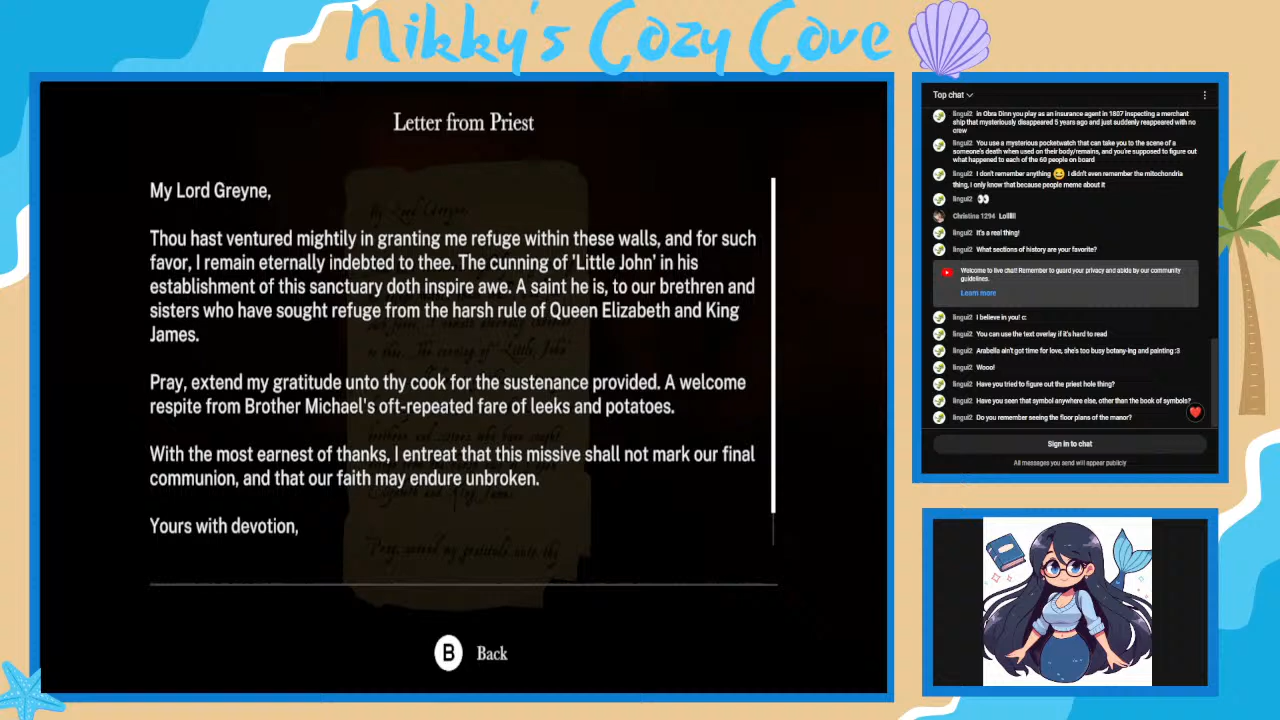 Nikky's Cozy Cove
Letter from Priest
My Lord Greyne,
Thou hast ventured mightily in granting me refuge within these walls, and for such
favor, I remain eternally indebted to thee. The cunning of 'Little John' in his
establishment of this sanctuary doth inspire awe. A saint he is, to our brethren and
sisters who have sought refuge from the harsh rule of Queen Elizabeth and King
James.
Pray, extend my gratitude unto thy cook for the sustenance provided. A welcome
respite from Brother Michael's oft-repeated fare of leeks and potatoes.
With the most earnest of thanks, I entreat that this missive shall not mark our final
communion, and that our faith may endure unbroken.
Yours with devotion,
B Back
Top chat
lingui2 in Obra Dinn you play as an insurance agent in 1807 inspecting a merchant
ship that mysteriously disappeared 5 years ago and just suddenly reappeared with no
crew
lingui2 You use a mysterious pocketwatch that can take you to the scene of a
someone's death when used on their body/remains, and you're supposed to figure out
what happened to each of the 60 people on board
lingui2 I don't remember anything 😆 I didn't even remember the mitochondria
thing, I only know that because people meme about it
lingui2 👀
Christina 1294 Lolllll
lingui2 It's a real thing!
lingui2 What sections of history are your favorite?
Welcome to live chat! Remember to guard your privacy and abide by our community
guidelines.
Learn more
lingui2 I believe in you! c:
lingui2 You can use the text overlay if it's hard to read
lingui2 Arabella ain't got time for love, she's too busy botany-ing and painting :3
lingui2 Wooo!
lingui2 Have you tried to figure out the priest hole thing?
lingui2 Have you seen that symbol anywhere else, other than the book of symbols?
lingui2 Do you remember seeing the floor plans of the manor?
Sign in to chat
All messages you send will appear publicly